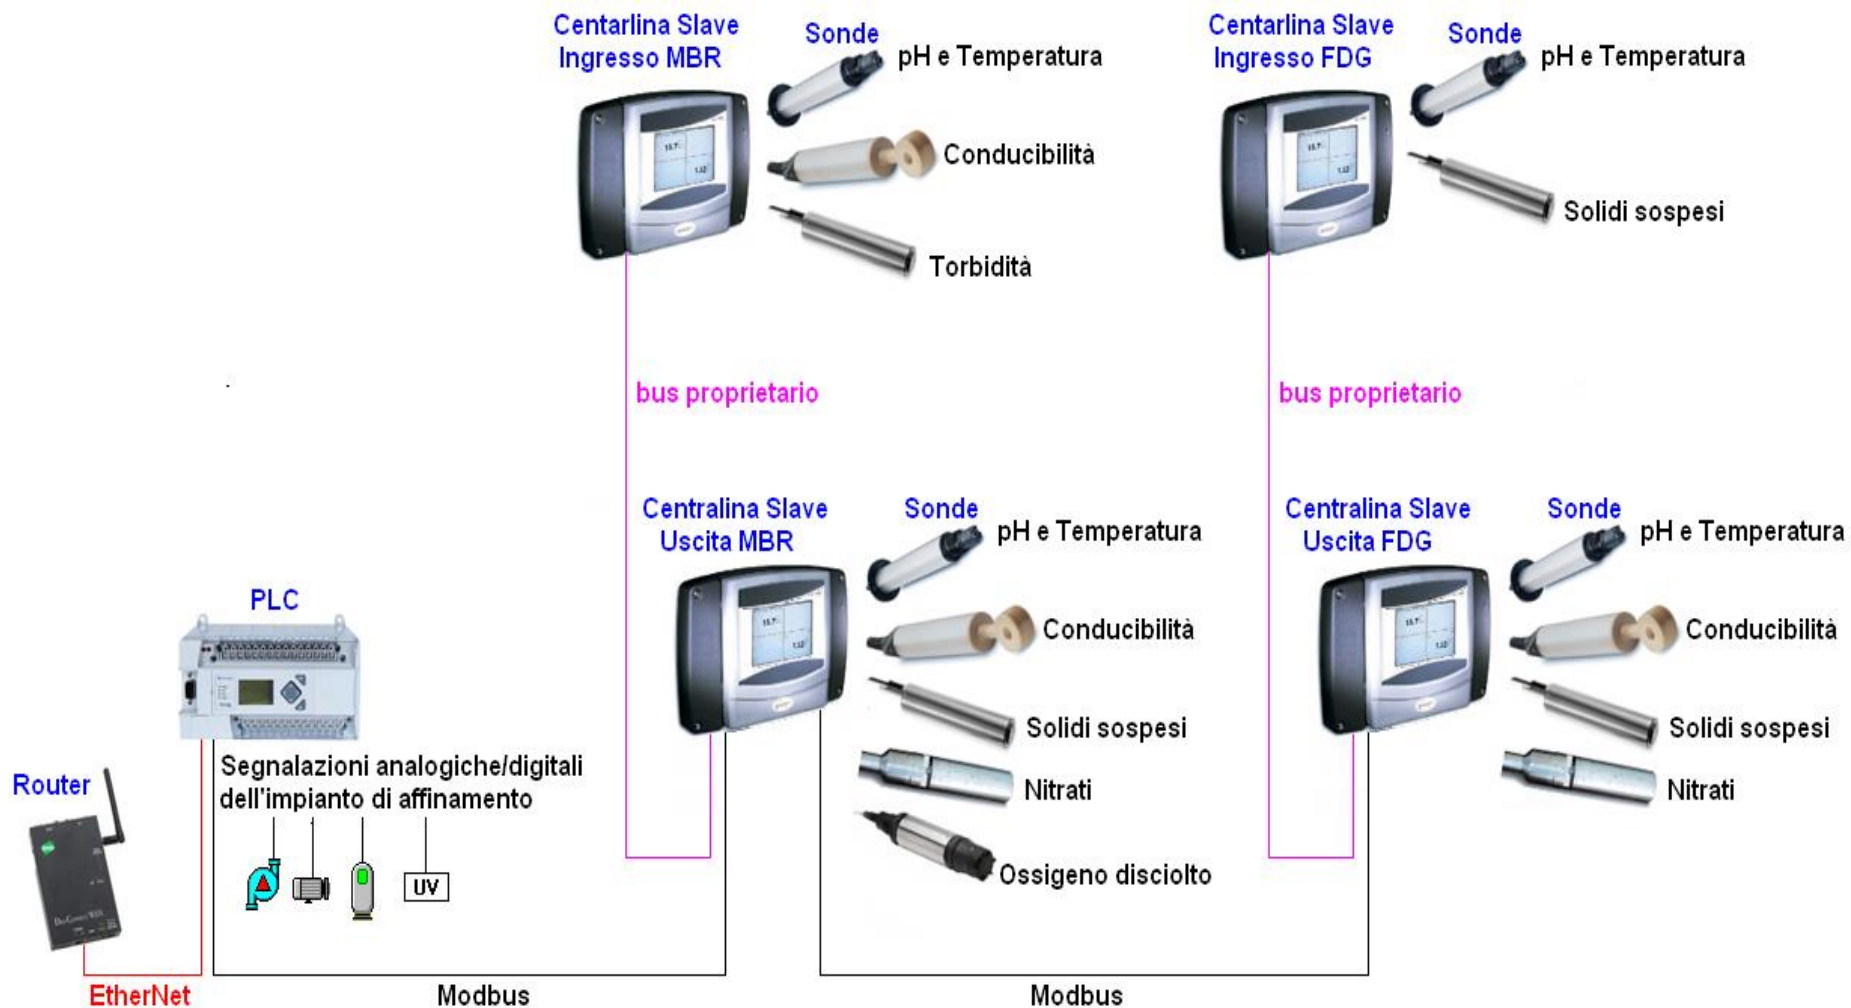 Centarlina Slave
Ingresso MBR
Sonde
pH e Temperatura
Conducibilità
Torbidità
Centarlina Slave
Ingresso FDG
Sonde
pH e Temperatura
Solidi sospesi
bus proprietario
bus proprietario
Centralina Slave
Uscita MBR
Sonde
pH e Temperatura
Conducibilità
Solidi sospesi
Nitrati
Ossigeno disciolto
Centralina Slave
Uscita FDG
Sonde
pH e Temperatura
Conducibilità
Solidi sospesi
Nitrati
PLC
Segnalazioni analogiche/digitali
dell'impianto di affinamento
UV
Router
EtherNet
Modbus
Modbus